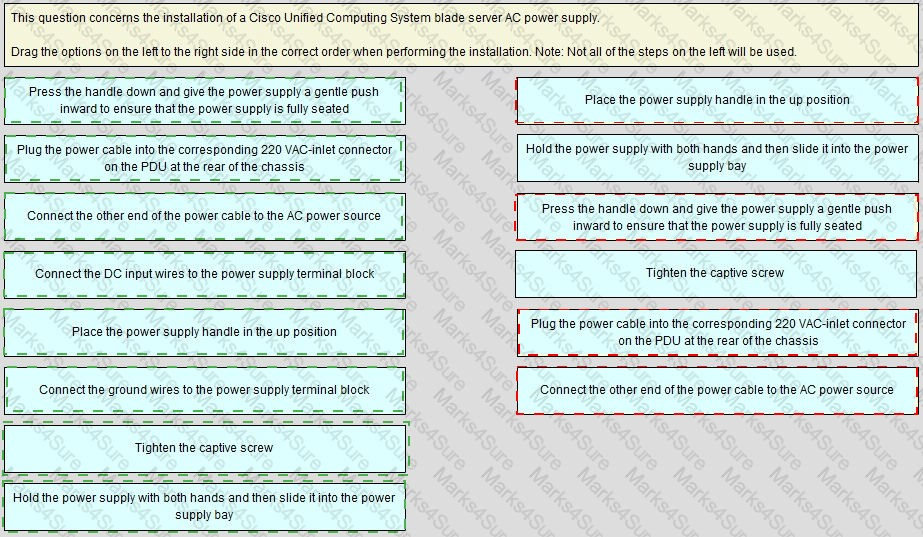 This question concerns the installation of a Cisco Unified Computing System blade server AC power supply.
Drag the options on the left to the right side in the correct order when performing the installation. Note: Not all of the steps on the left will be used.
Press the handle down and give the power supply a gentle push
inward to ensure that the power supply is fully seated
Plug the power cable into the corresponding 220 VAC-inlet connector
on the PDU at the rear of the chassis
Connect the other end of the power cable to the AC power source
Connect the DC input wires to the power supply terminal block
Place the power supply handle in the up position
Connect the ground wires to the power supply terminal block
Tighten the captive screw
Hold the power supply with both hands and then slide it into the power
supply bay
Place the power supply handle in the up position
Hold the power supply with both hands and then slide it into the power
supply bay
Press the handle down and give the power supply a gentle push
inward to ensure that the power supply is fully seated
Tighten the captive screw
Plug the power cable into the corresponding 220 VAC-inlet connector
on the PDU at the rear of the chassis
Connect the other end of the power cable to the AC power source
Marks4Sure